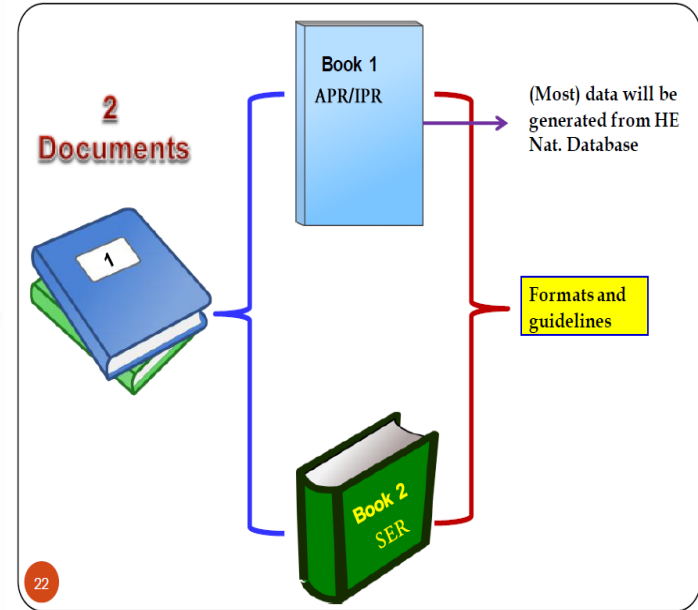 2
Documents
1
Book 1
APR/IPR
(Most) data will be
generated from HE
Nat. Database
Formats and
guidelines
Book 2
SER
22